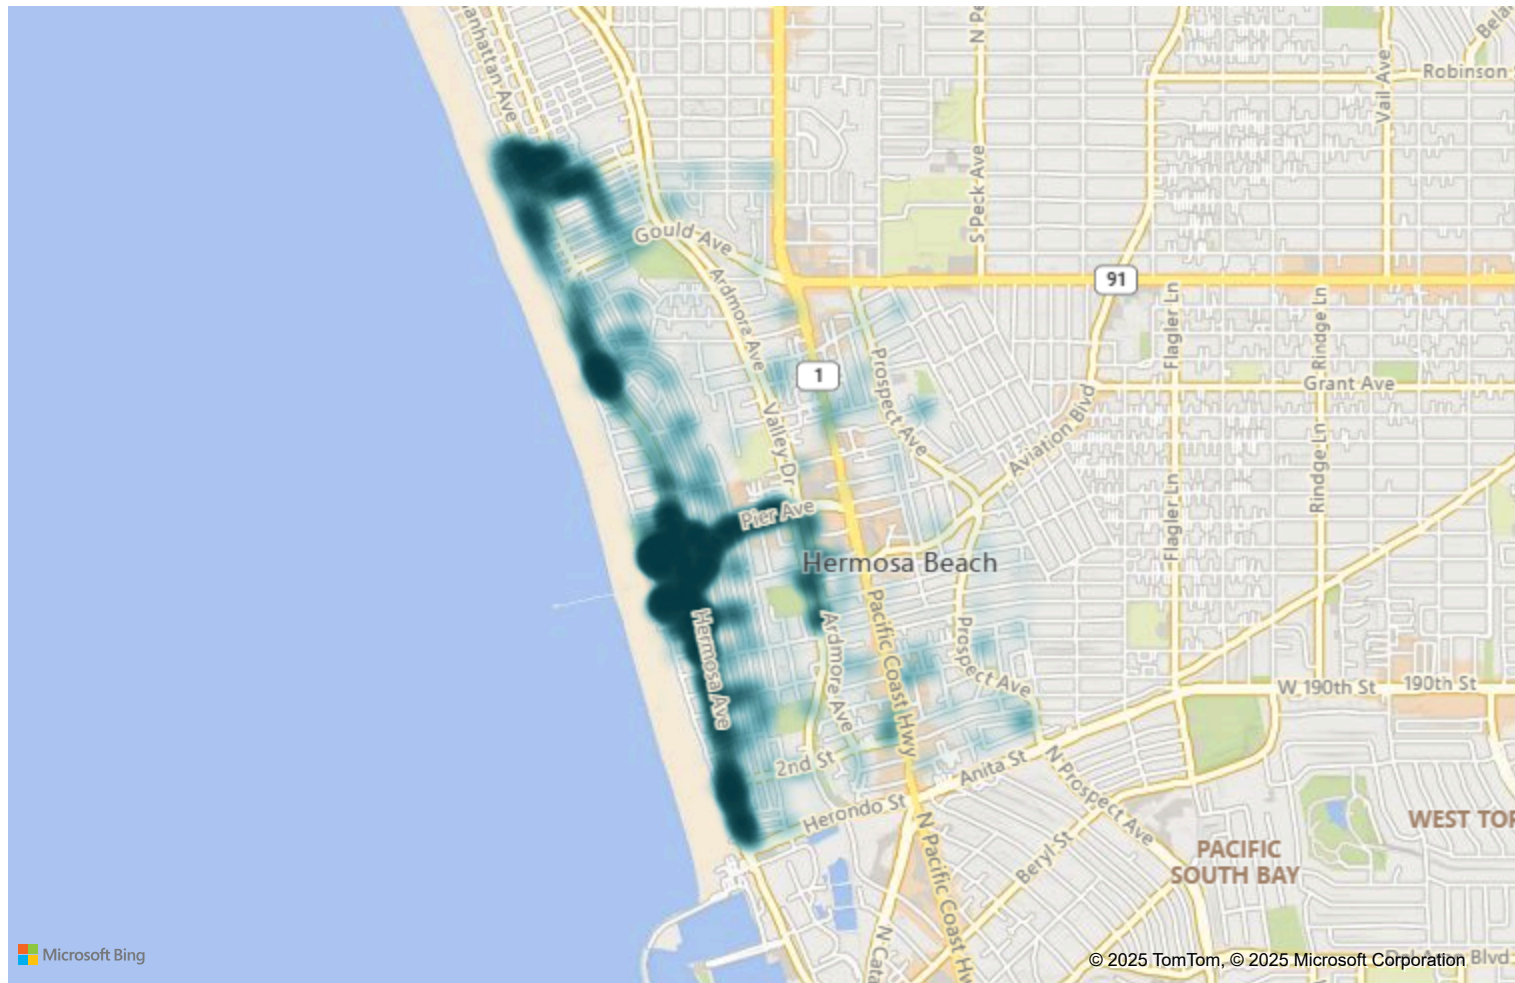 Manhattan Ave
N Pe
Vail Ave
Robinson
S Peck Ave
Gould Ave
91
Ardmore Ave
Flagler Ln
Rindge Ln
1
Prospect Ave
Grant Ave
Valley Dr
Aviation Blvd
Rindge Ln
Flagler Ln
Pier Ave
Hermosa Beach
Hermosa Ave
Ardmore Ave
Pacific Coast Hwy
Prospect Ave
W 190th St
190th St
2nd St
Anita St
Herondo St
N Prospect Ave
N Pacific Coast Hw
Beryl St
WEST TOR
PACIFIC
SOUTH BAY
N Cata
Microsoft Bing
© 2025 TomTom, © 2025 Microsoft Corporation
Blvd